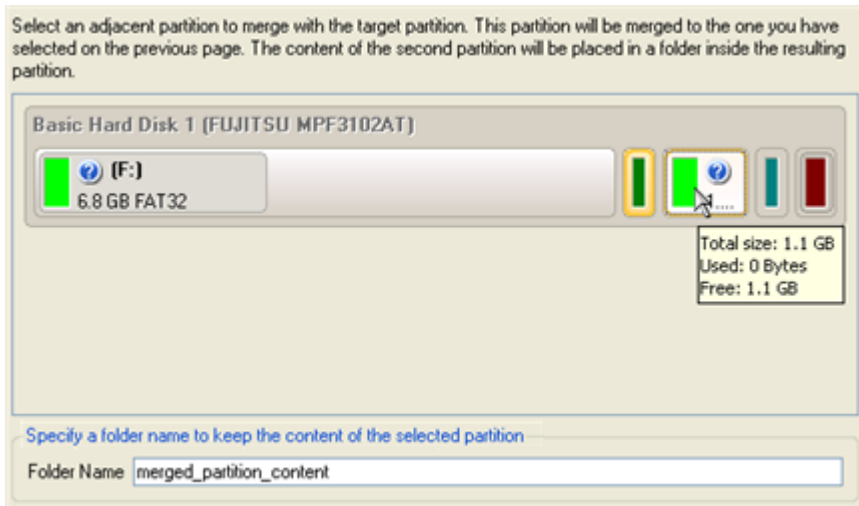 Select an adjacent partition to merge with the target partition. This partition will be merged to the one you have
selected on the previous page. The content of the second partition will be placed in a folder inside the resulting
partition.
Basic Hard Disk 1 (FUJITSU MPF3102AT)
(F:)
6.8 GB FAT32
Total size: 1.1 GB
Used: 0 Bytes
Free: 1.1 GB
Specify a folder name to keep the content of the selected partition
Folder Name merged_partition_content